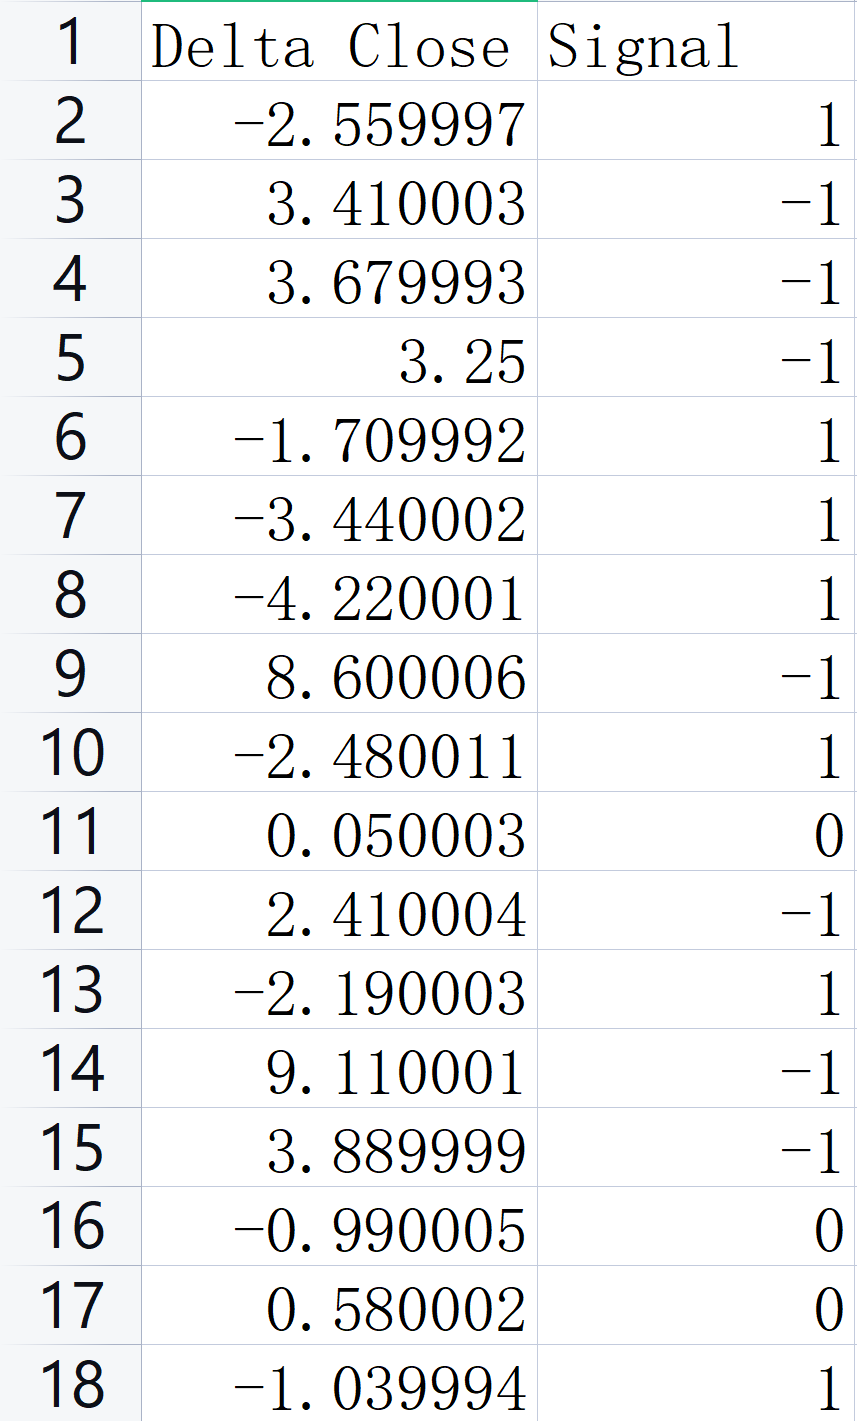 1 Delta Close Signal
2 -2.559997 1
3 3.410003 -1
4 3.679993 -1
5 3.25 -1
6 -1.709992 1
7 -3.440002 1
8 -4.220001 1
9 8.600006 -1
10 -2.480011 1
11 0.050003 0
12 2.410004 -1
13 -2.190003 1
14 9.110001 -1
15 3.889999 -1
16 -0.990005 0
17 0.580002 0
18 -1.039994 1